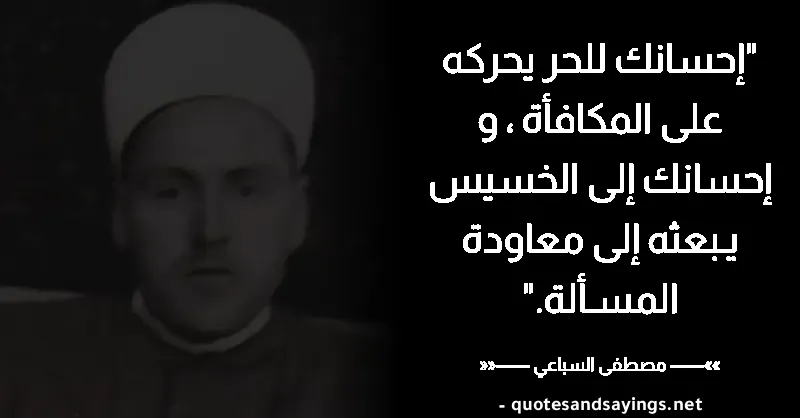 "إحسانك للحر يحركه
على المكافأة ، و
إحسانك إلى الخسيس
يبعثه إلى معاودة
المسألة."
»»—— مصطفى السباعي ——««
- quotesandsayings.net